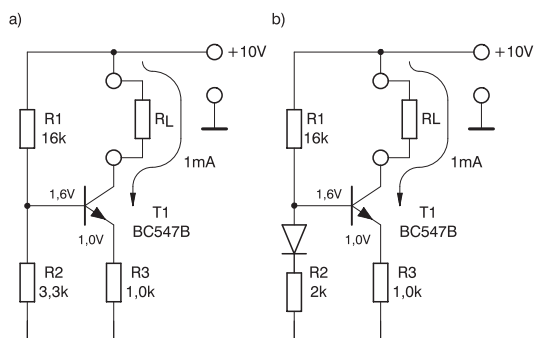 a)
+10V
R1
16k
RL
1mA
1,6V
1,0V
T1
BC547B
R2
3,3k
R3
1,0k
b)
+10V
R1
16k
RL
1mA
1,6V
1,0V
T1
BC547B
R2
2k
R3
1,0k